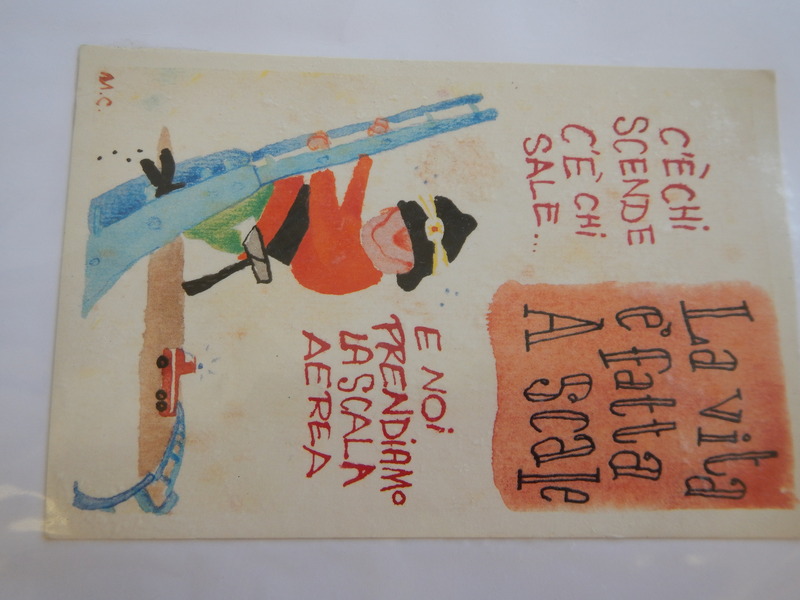 La vita
è fatta
A scale
C'È CHI
SCENDE
C'È CHI
SALE...
E NOI
PRENDIAMO
LA SCALA
AEREA
M.C.